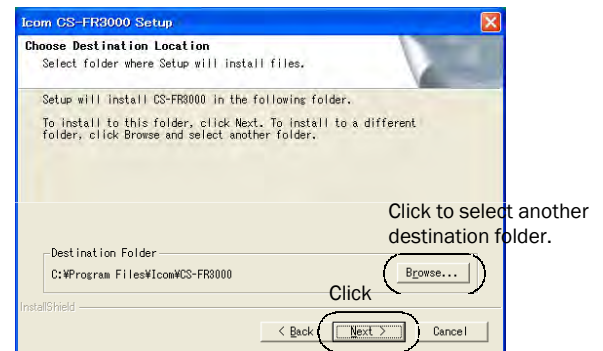 Icom CS-FR3000 Setup
Choose Destination Location
Select folder where Setup will install files.
Setup will install CS-FR3000 in the following folder.
To install to this folder, click Next. To install to a different
folder, click Browse and select another folder.
Click to select another
destination folder.
Destination Folder
C:¥Program Files¥Icom¥CS-FR3000
Browse...
Click
InstallShield
< Back
Next >
Cancel